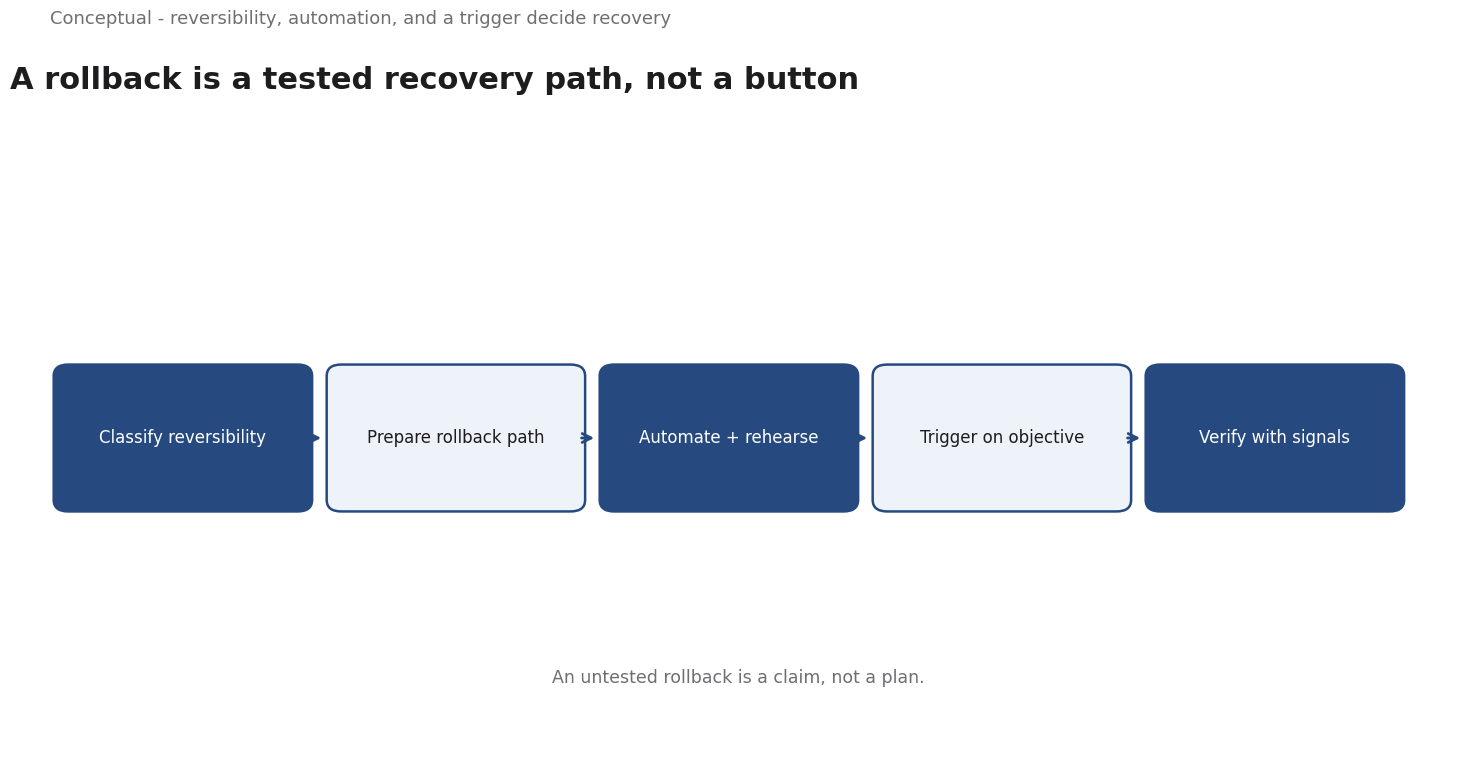 Conceptual - reversibility, automation, and a trigger decide recovery
A rollback is a tested recovery path, not a button
Classify reversibility
Prepare rollback path
Automate + rehearse
Trigger on objective
Verify with signals
An untested rollback is a claim, not a plan.